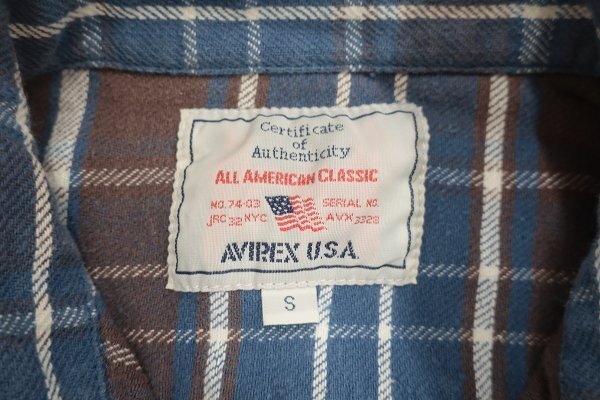 Certificate
of
Authenticity
ALL AMERICAN CLASSIC
NO. 74-03 SERIAL NO.
JRC 32 NYC AVX 3323
AVIREX U.S.A.
S